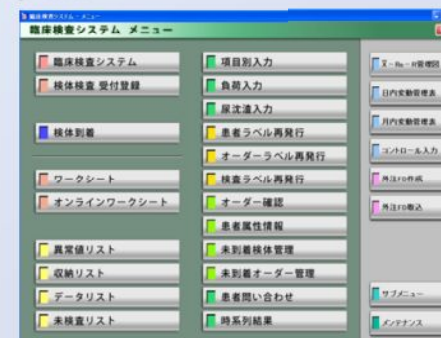 臨床検査システム - メニュー
臨床検査システム メニュー
臨床検査システム
検体検査 受付登録
検体到着
ワークシート
オンラインワークシート
異常値リスト
収納リスト
データリスト
未検査リスト
項目別入力
負荷入力
尿沈渣入力
患者ラベル再発行
オーダーラベル再発行
検査ラベル再発行
オーダー確認
患者属性情報
未到着検体管理
未到着オーダー管理
患者問い合わせ
時系列結果
X－Rs－R管理図
日内変動管理表
月内変動管理表
コントロール入力
外注FD作成
外注FD取込
サブメニュー
メンテナンス